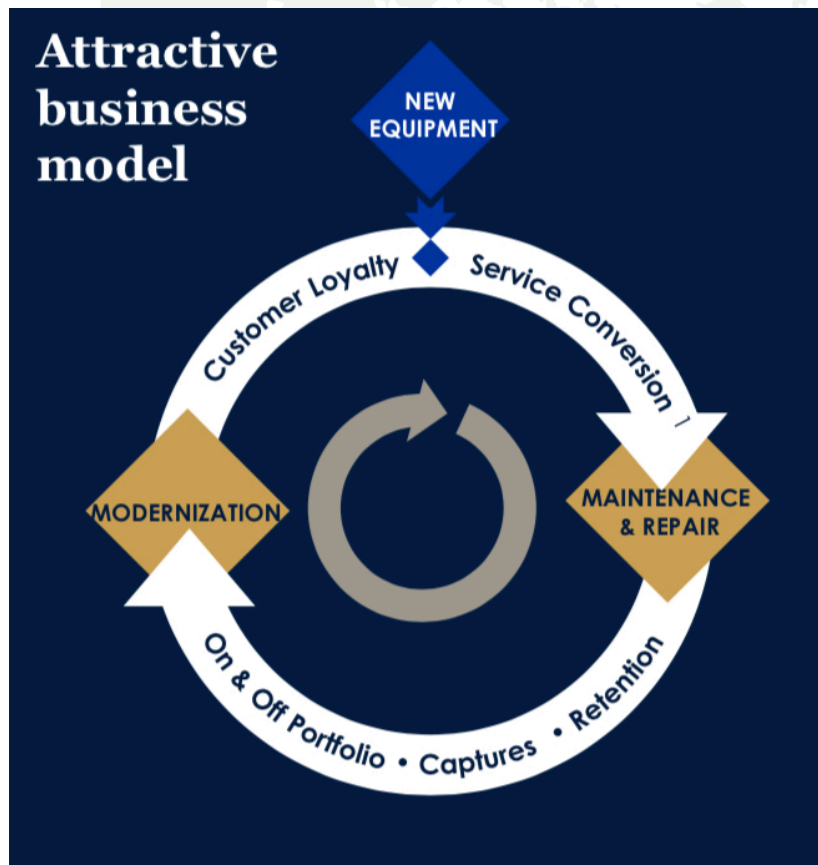 Attractive
business
model
NEW
EQUIPMENT
Customer Loyalty
Service Conversion 1
MODERNIZATION
MAINTENANCE
& REPAIR
On & Off Portfolio • Captures • Retention